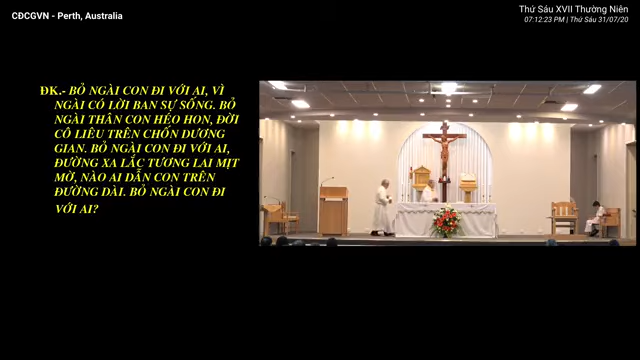 CĐCGVN - Perth, Australia
Thứ Sáu XVII Thường Niên
07:12:23 PM | Thứ Sáu 31/07/20
ĐK.- BỎ NGÀI CON ĐI VỚI AI, VÌ
NGÀI CÓ LỜI BAN SỰ SỐNG. BỎ
NGÀI THÂN CON HÉO HON, ĐỜI
CÔ LIÊU TRÊN CHỐN DƯƠNG
GIAN. BỎ NGÀI CON ĐI VỚI AI,
ĐƯỜNG XA LẮC TƯƠNG LAI MỊT
MỜ, NÀO AI DẪN CON TRÊN
ĐƯỜNG DÀI. BỎ NGÀI CON ĐI
VỚI AI?